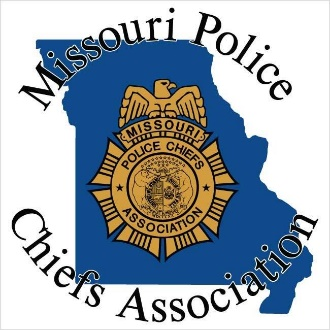 Missouri Police
MISSOURI
POLICE CHIEFS
ASSOCIATION
Chiefs Association